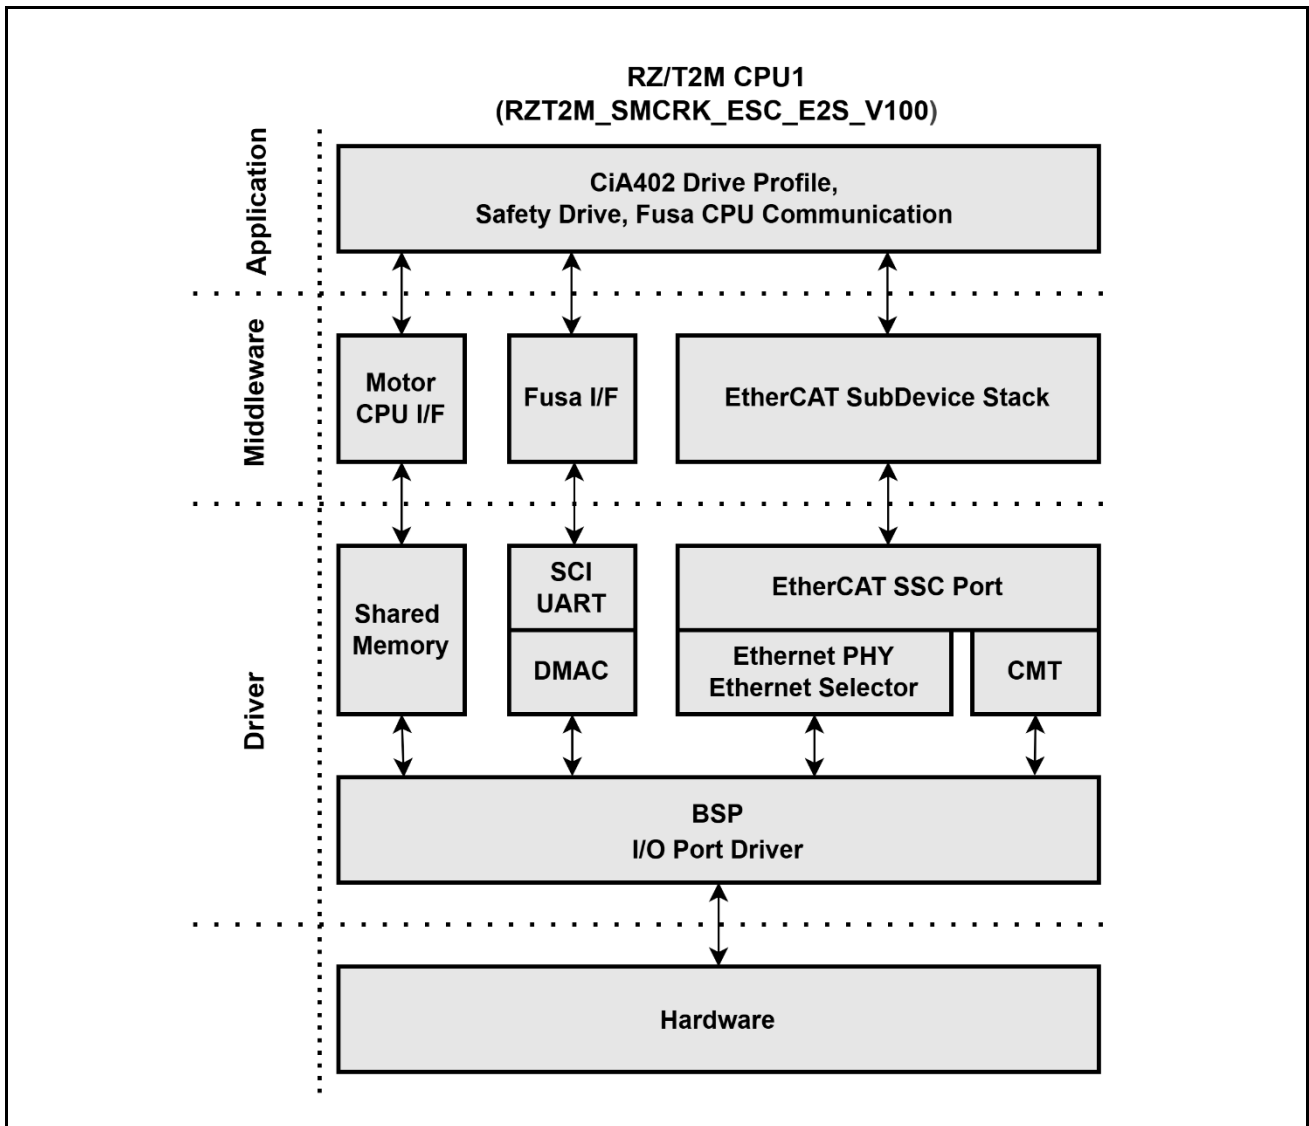 RZ/T2M CPU1
(RZT2M_SMCRK_ESC_E2S_V100)
Application
CiA402 Drive Profile,
Safety Drive, Fusa CPU Communication
Middleware
Motor
CPU I/F
Fusa I/F
EtherCAT SubDevice Stack
Driver
Shared
Memory
SCI
UART
DMAC
EtherCAT SSC Port
Ethernet PHY
Ethernet Selector
CMT
BSP
I/O Port Driver
Hardware